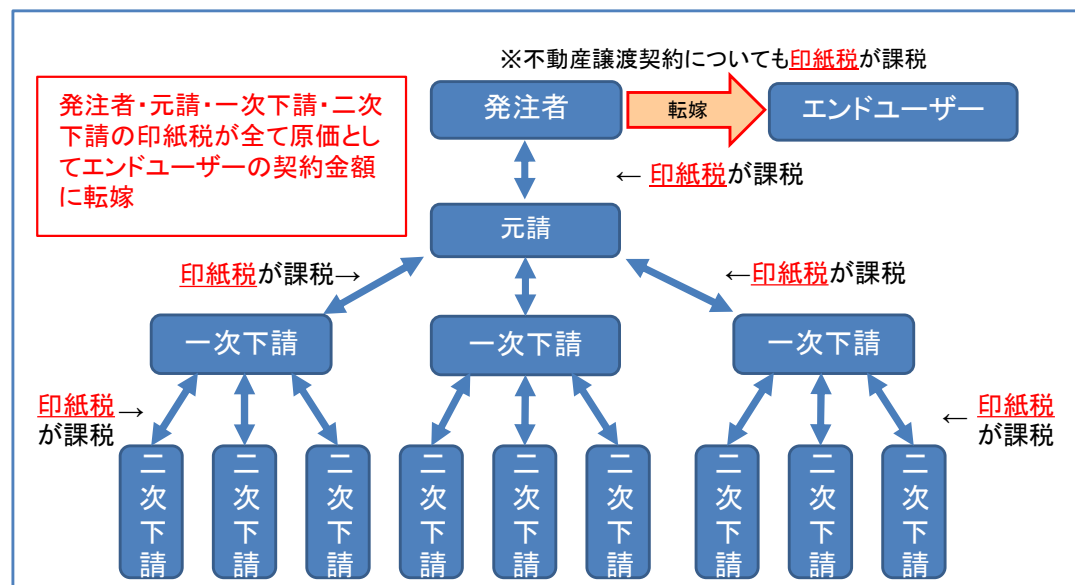 ※不動産譲渡契約についても印紙税が課税
発注者・元請・一次下請・二次
下請の印紙税が全て原価とし
てエンドユーザーの契約金額
に転嫁
発注者
転嫁
エンドユーザー
← 印紙税が課税
元請
印紙税が課税→
←印紙税が課税
一次下請
一次下請
一次下請
印紙税→
が課税
← 印紙税
が課税
二次下請
二次下請
二次下請
二次下請
二次下請
二次下請
二次下請
二次下請
二次下請